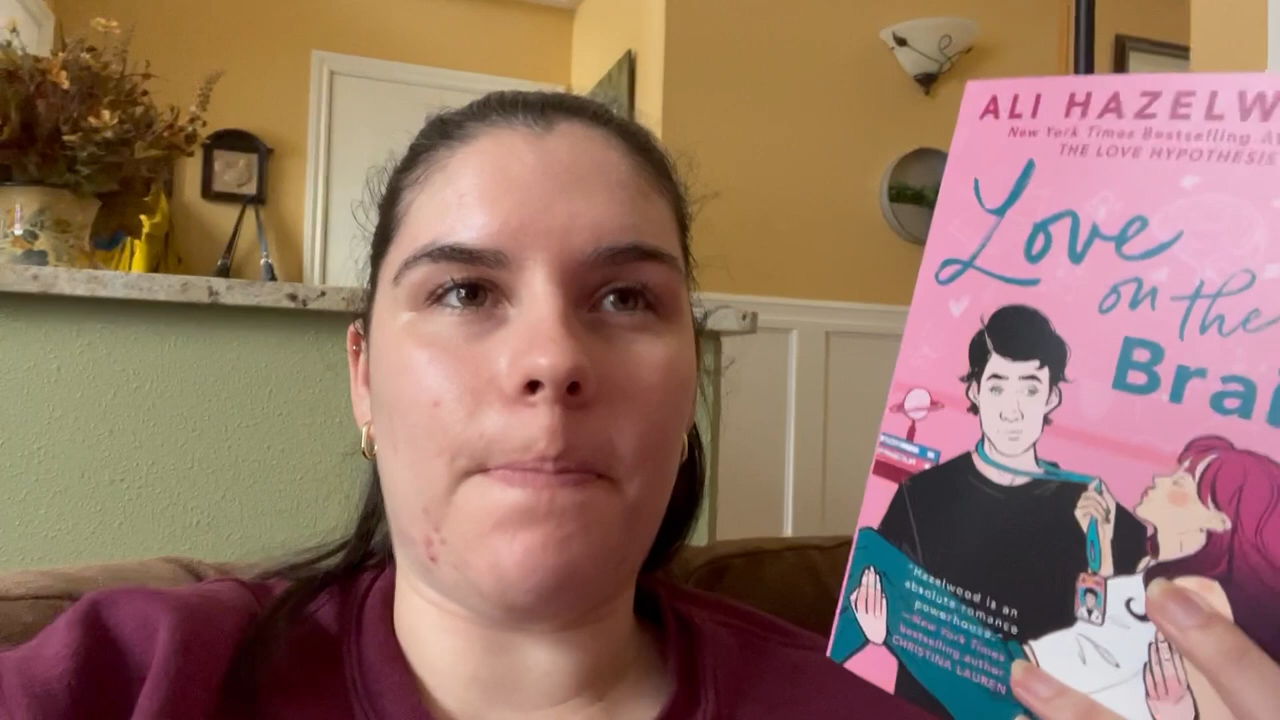 ALI HAZELW
New York Times Bestselling A
THE LOVE HYPOTHESIS
Love
on the
Brai
"Hazelwood is an
absolute romance
powerhouse."
—New York Times
bestselling author
CHRISTINA LAUREN